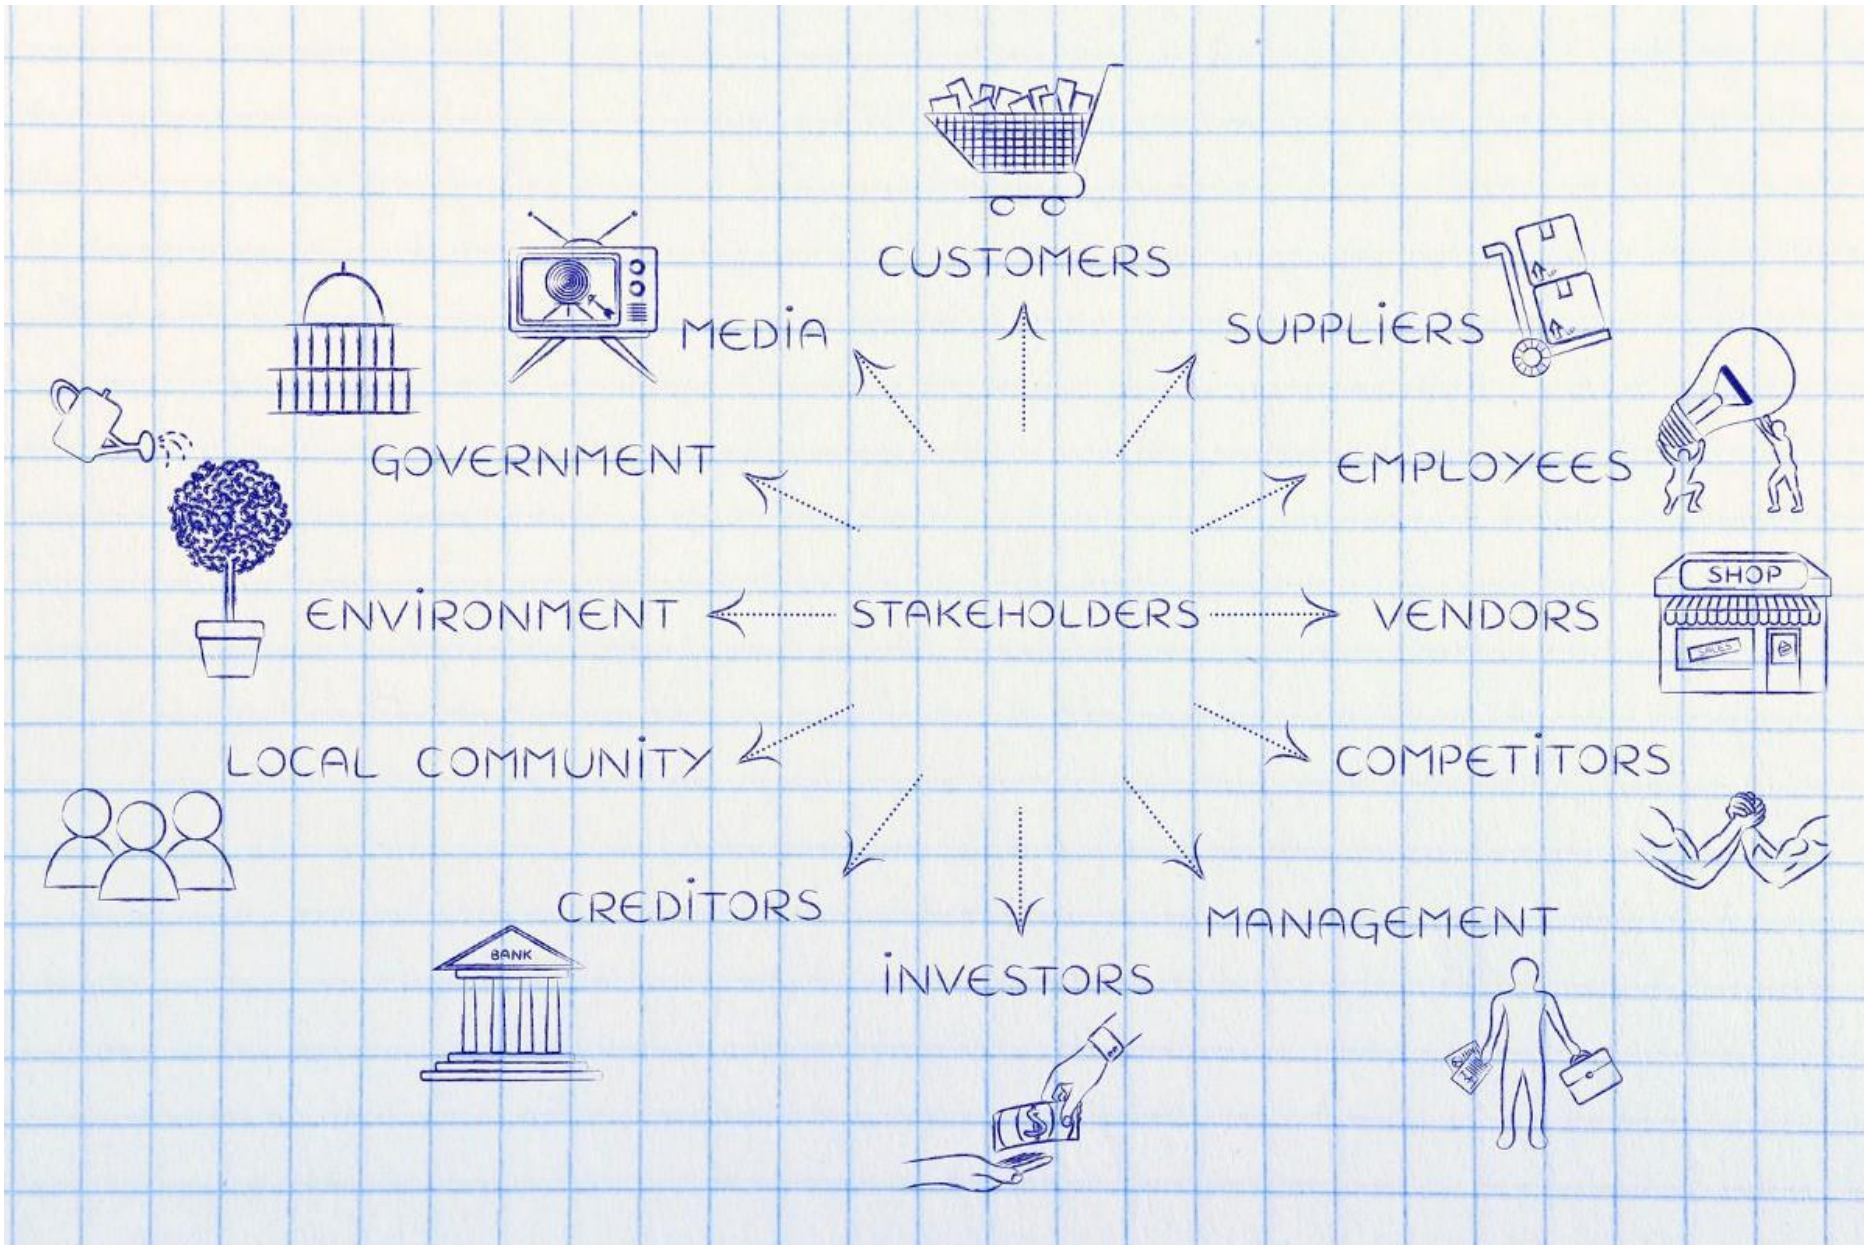 CUSTOMERS
MEDIA
SUPPLIERS
GOVERNMENT
EMPLOYEES
SHOP
ENVIRONMENT
STAKEHOLDERS
VENDORS
SALES
LOCAL COMMUNITY
COMPETITORS
CREDITORS
MANAGEMENT
BANK
INVESTORS
$